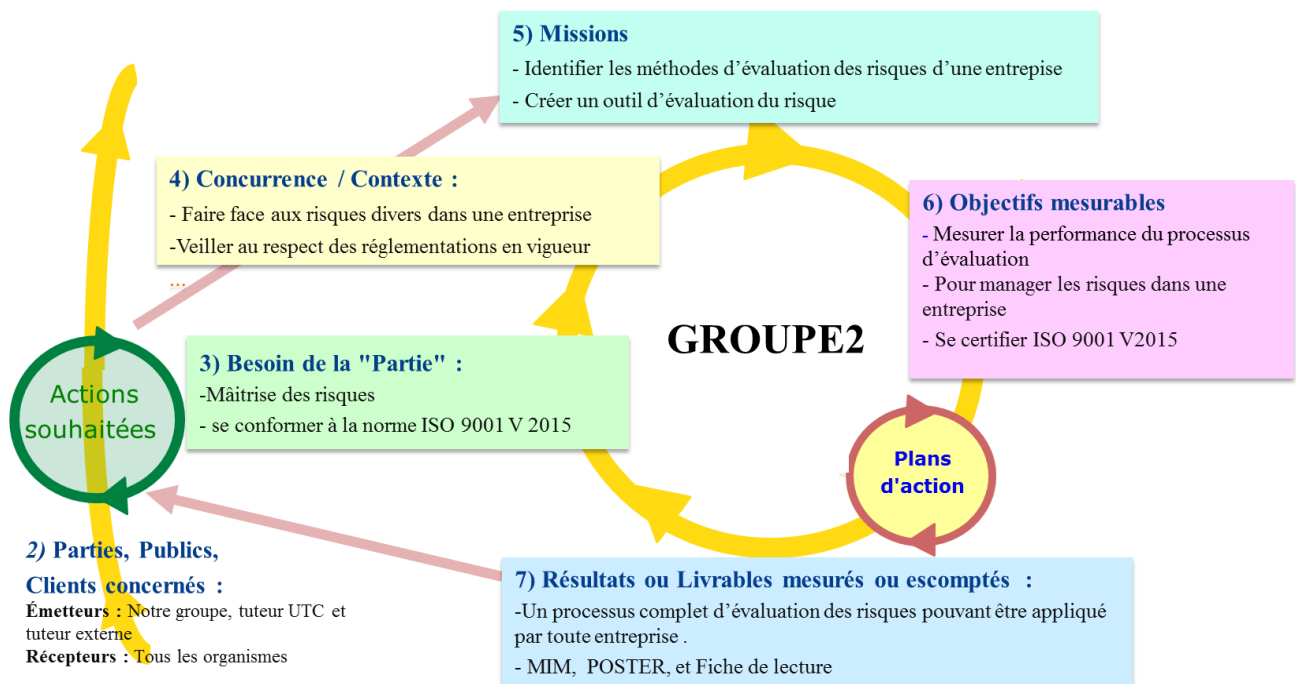 5) Missions
- Identifier les méthodes d’évaluation des risques d’une entrepise
- Créer un outil d’évaluation du risque
4) Concurrence / Contexte :
- Faire face aux risques divers dans une entreprise
-Veiller au respect des réglementations en vigueur
...
6) Objectifs mesurables
- Mesurer la performance du processus
d’évaluation
- Pour manager les risques dans une
entreprise
- Se certifier ISO 9001 V2015
GROUPE2
3) Besoin de la "Partie" :
-Mâitrise des risques
- se conformer à la norme ISO 9001 V 2015
Actions
souhaitées
Plans
d'action
2) Parties, Publics,
Clients concernés :
Émetteurs : Notre groupe, tuteur UTC et
tuteur externe
Récepteurs : Tous les organismes
7) Résultats ou Livrables mesurés ou escomptés :
-Un processus complet d’évaluation des risques pouvant être appliqué
par toute entreprise .
- MIM, POSTER, et Fiche de lecture